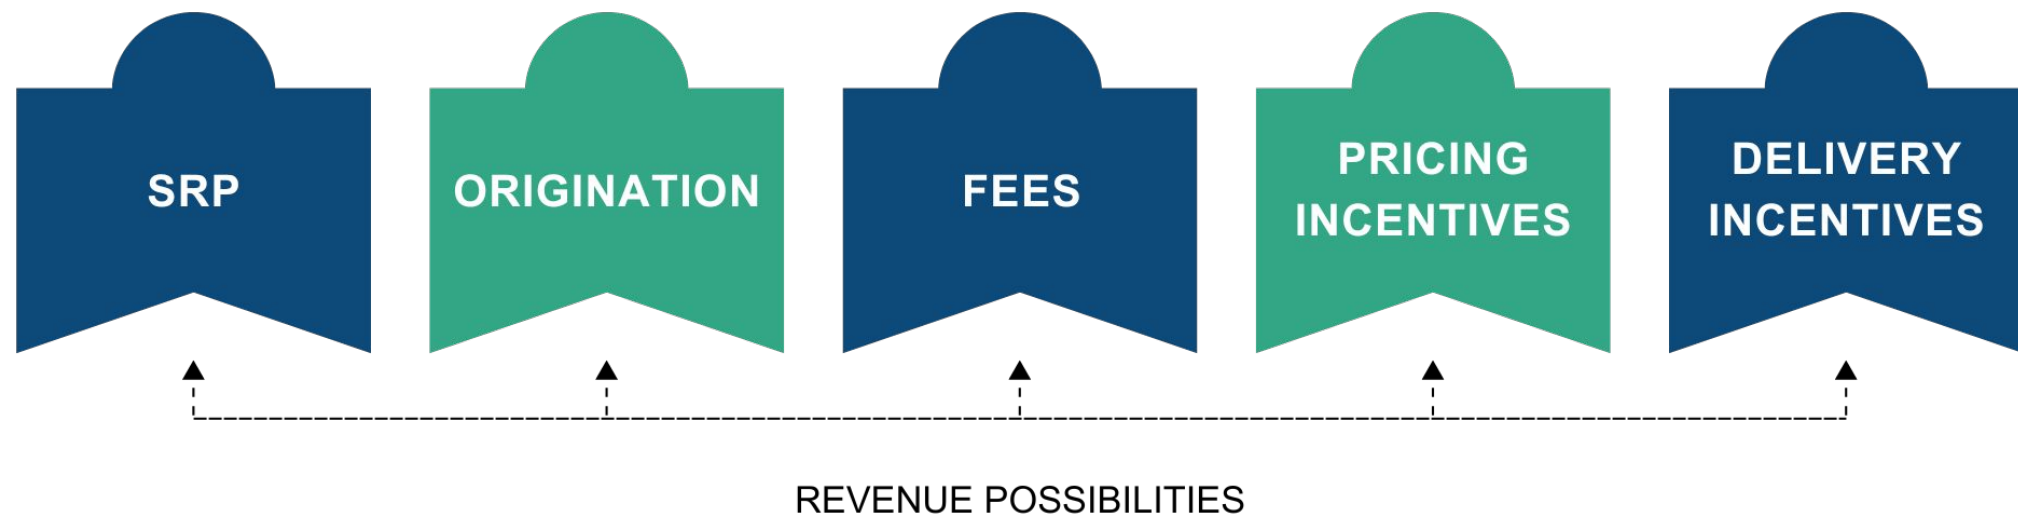 SRP
ORIGINATION
FEES
PRICING
INCENTIVES
DELIVERY
INCENTIVES
REVENUE POSSIBILITIES